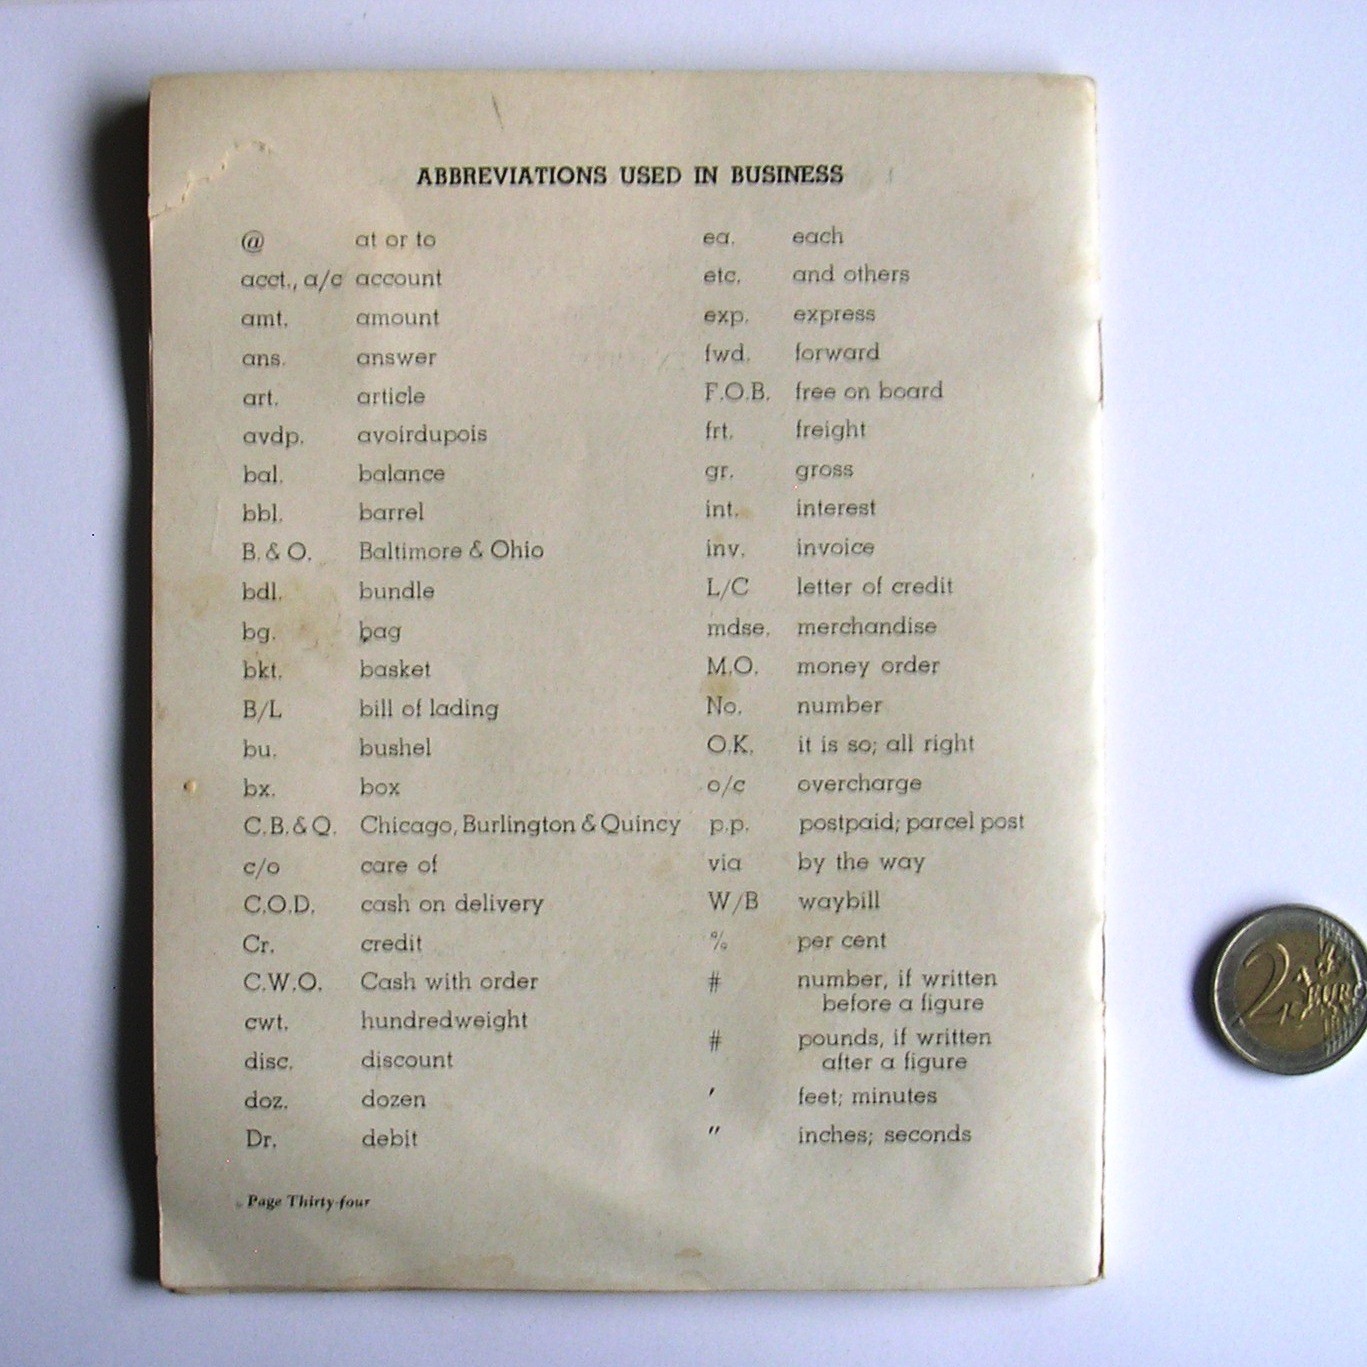 ABBREVIATIONS USED IN BUSINESS
@ at or to
acct., a/c account
amt. amount
ans. answer
art. article
avdp. avoirdupois
bal. balance
bbl. barrel
B. & O. Baltimore & Ohio
bdl. bundle
bg. bag
bkt. basket
B/L bill of lading
bu. bushel
bx. box
C.B.&Q. Chicago, Burlington & Quincy
c/o care of
C.O.D. cash on delivery
Cr. credit
C.W.O. Cash with order
cwt. hundredweight
disc. discount
doz. dozen
Dr. debit
ea. each
etc. and others
exp. express
fwd. forward
F.O.B. free on board
frt. freight
gr. gross
int. interest
inv. invoice
L/C letter of credit
mdse. merchandise
M.O. money order
No. number
O.K. it is so; all right
o/c overcharge
p.p. postpaid; parcel post
via by the way
W/B waybill
% per cent
# number, if written
before a figure
# pounds, if written
after a figure
′ feet; minutes
″ inches; seconds
Page Thirty-four
2 EURO